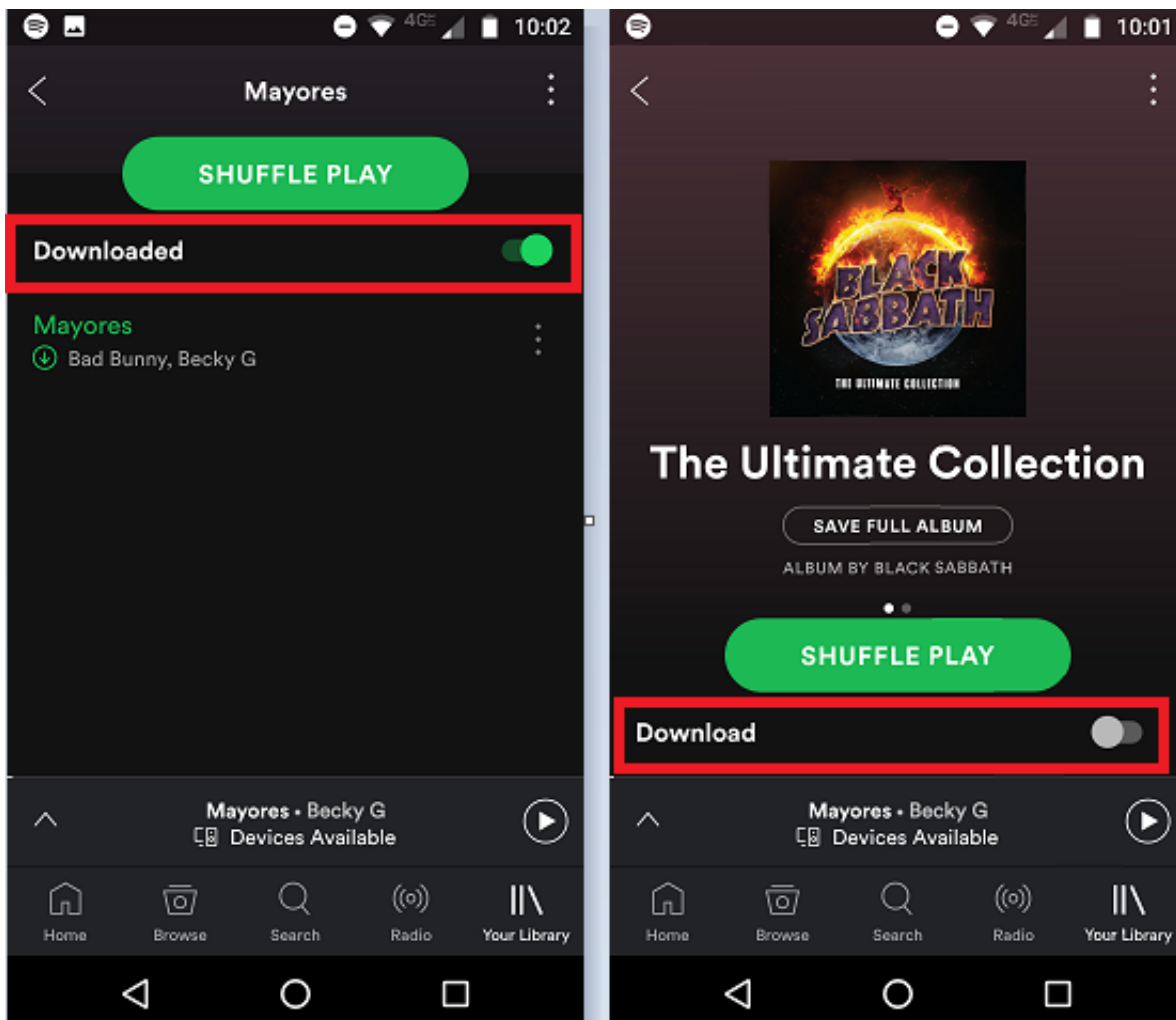 4GE 10:02
Mayores
SHUFFLE PLAY
Downloaded
Mayores
Bad Bunny, Becky G
Mayores • Becky G
Devices Available
Home Browse Search Radio Your Library
4GE 10:01
BLACK
SABBATH
THE ULTIMATE COLLECTION
The Ultimate Collection
SAVE FULL ALBUM
ALBUM BY BLACK SABBATH
SHUFFLE PLAY
Download
Mayores • Becky G
Devices Available
Home Browse Search Radio Your Library